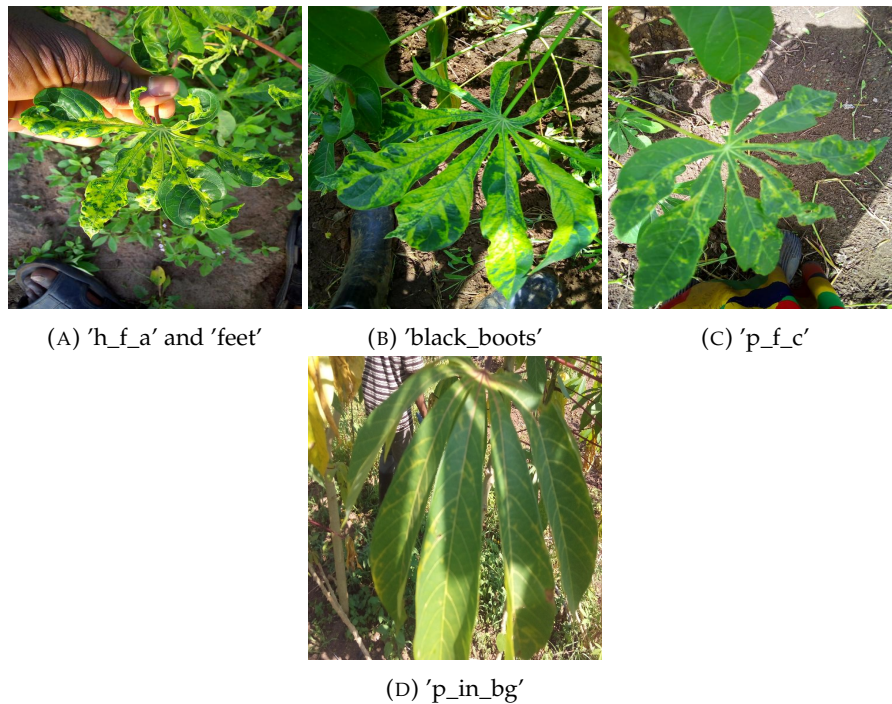 (A) 'h_f_a' and 'feet'
(B) 'black_boots'
(C) 'p_f_c'
(D) 'p_in_bg'